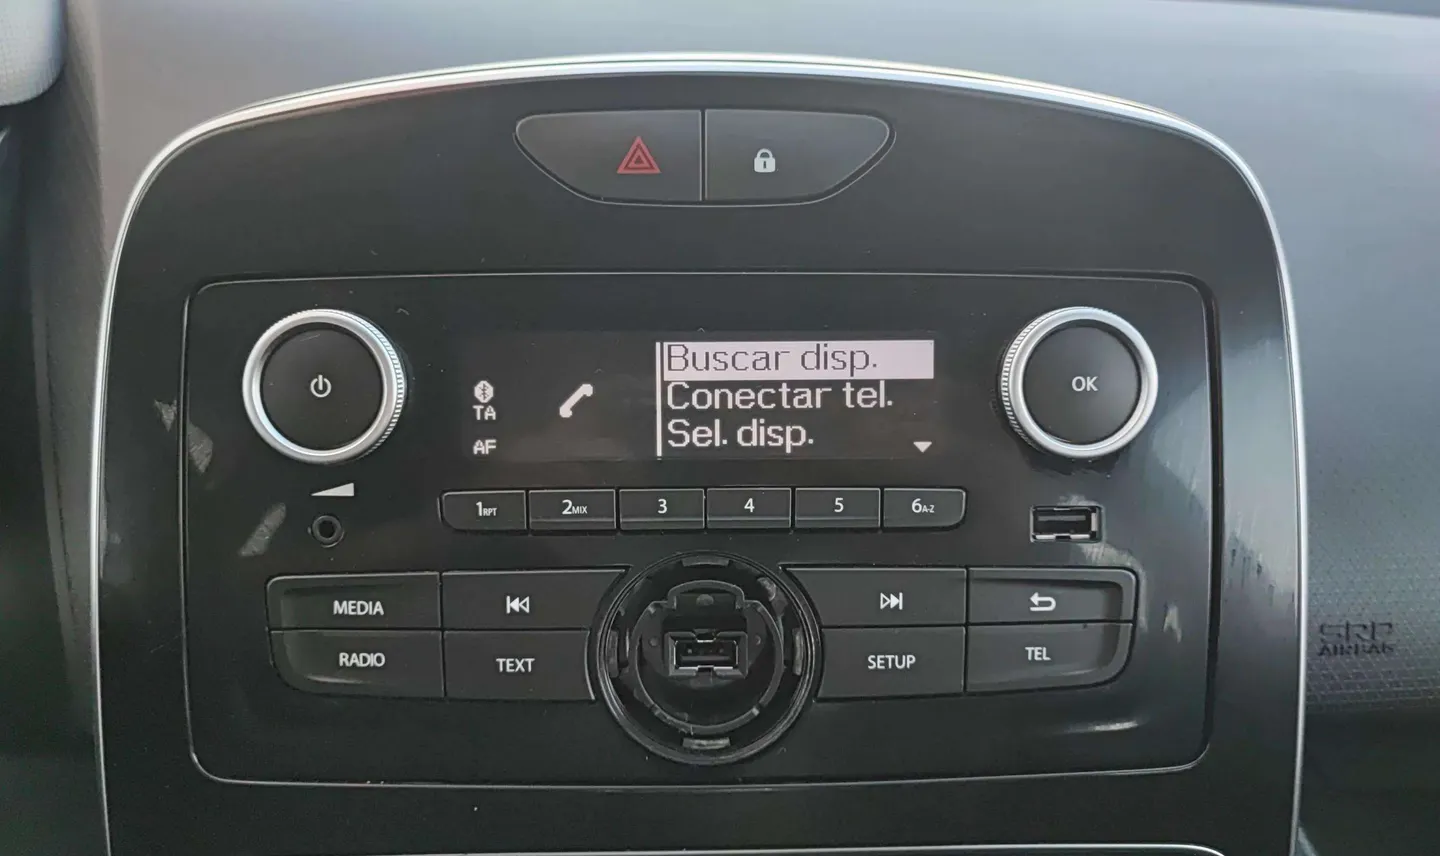 Buscar disp.
Conectar tel.
Sel. disp.
TA
AF
OK
1RPT
2MIX
3
4
5
6A-Z
MEDIA
RADIO
TEXT
SETUP
TEL
SRP
AIRBAG